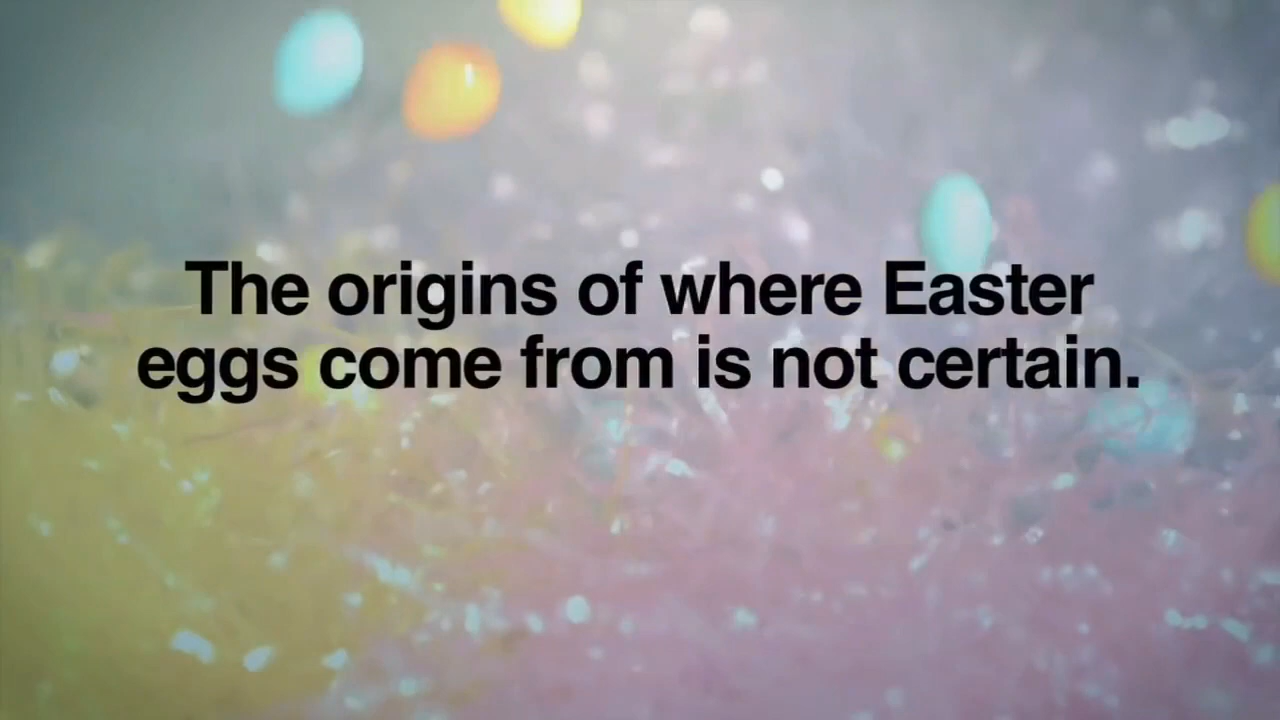 The origins of where Easter
eggs come from is not certain.